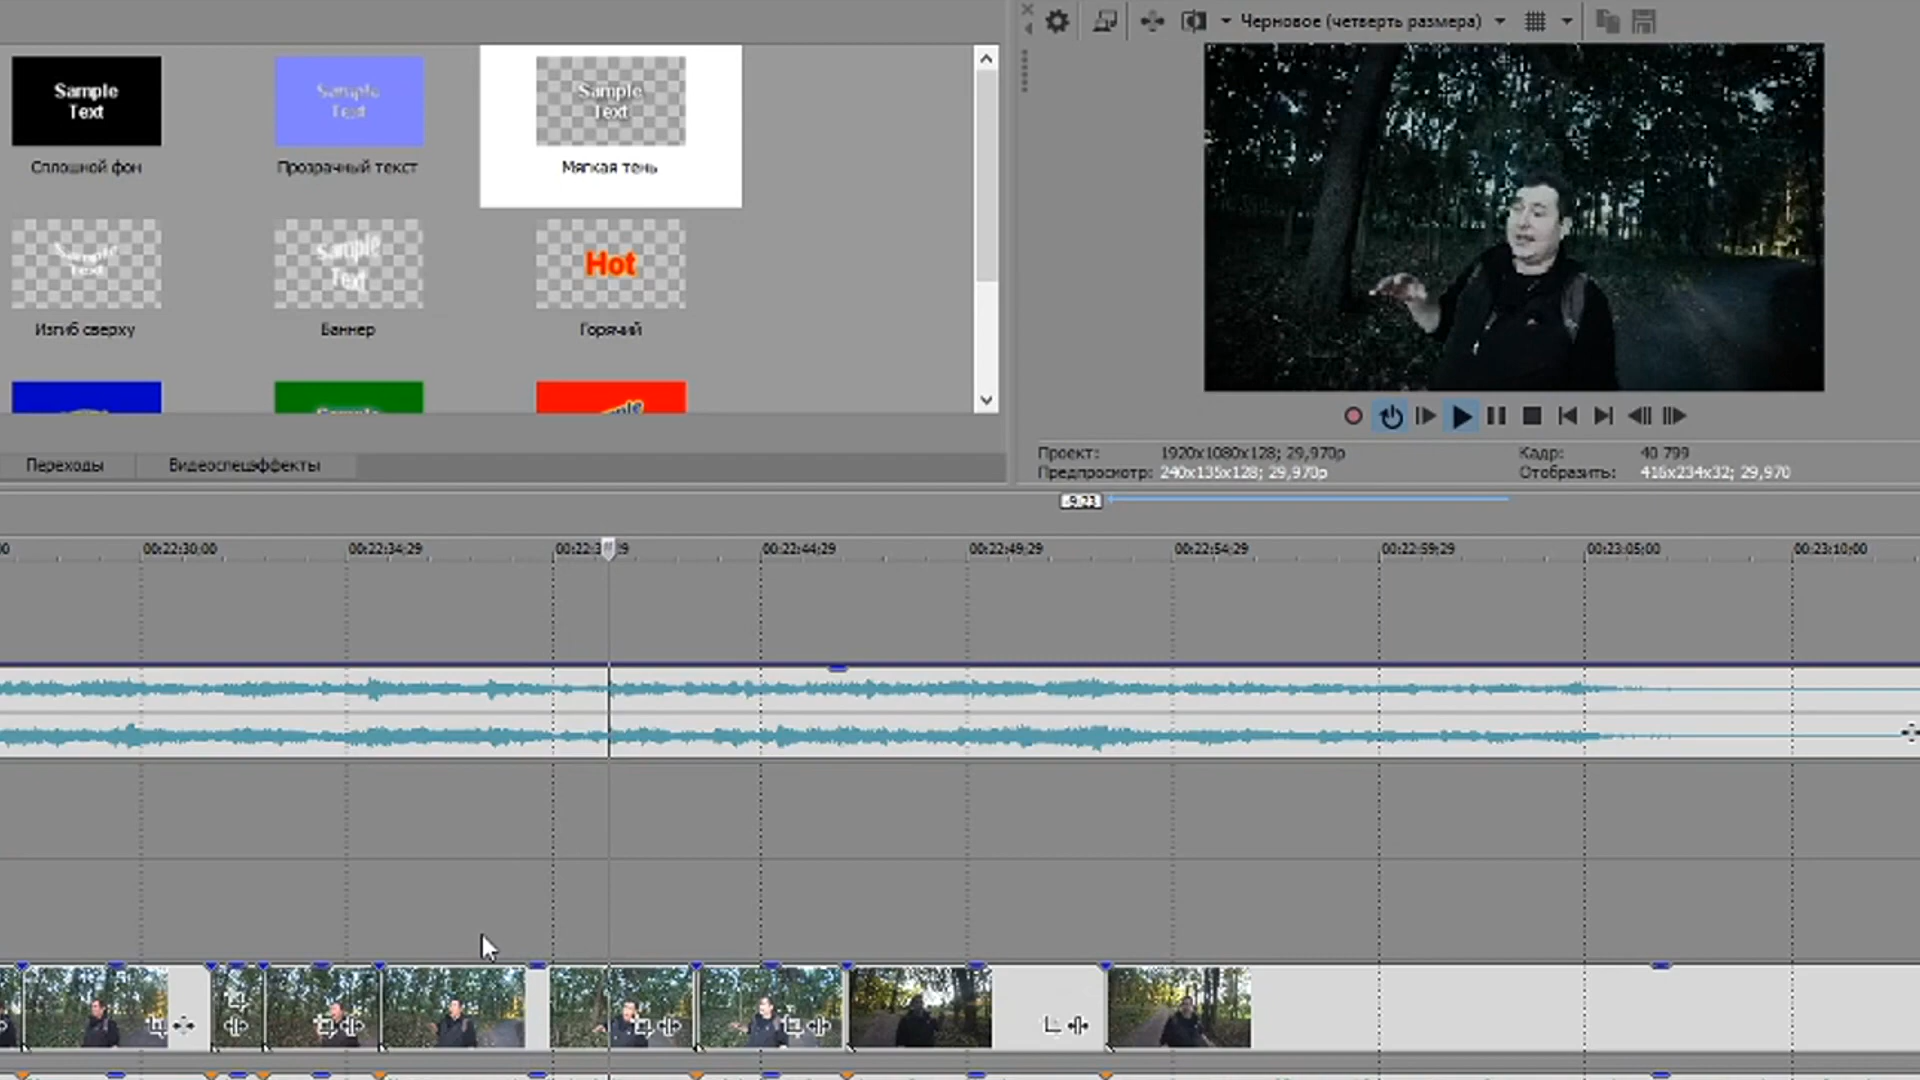 Черновое (четверть размера)
Sample
Text
Sample
Text
Sample
Text
Сплошной фон
Прозрачный текст
Мягкая тень
Sample
Text
Sample
Text
Hot
Изгиб сверху
Баннер
Горячий
Переходы
Видеоспецэффекты
Проект: 1920x1080x128; 29,970p
Кадр: 40 799
Предпросмотр: 240x135x128; 29,970p
Отобразить: 416x234x32; 29,970
-9:23
00:22:30;00
00:22:34;29
00:22:44;29
00:22:49;29
00:22:54;29
00:22:59;29
00:23:05;00
00:23:10;00